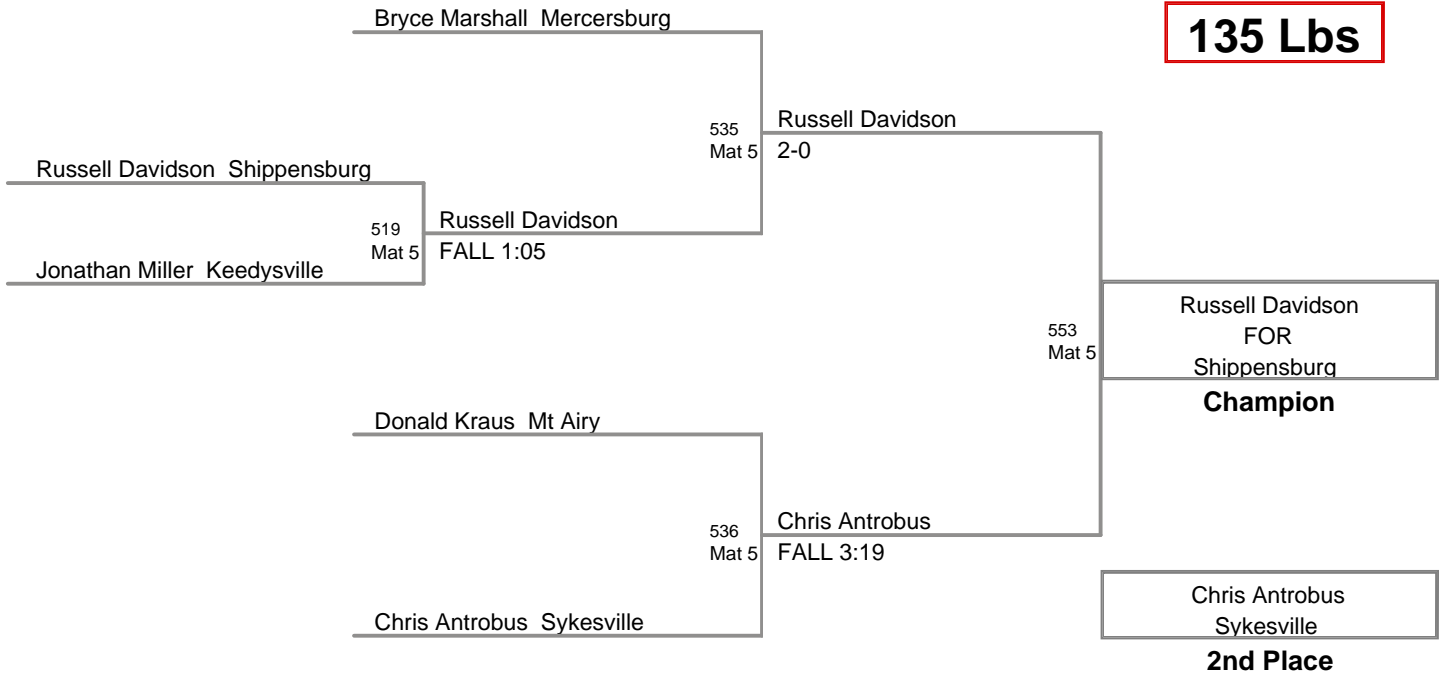 Bryce Marshall  Mercersburg
135 Lbs
535
Mat 5
Russell Davidson
2-0
Russell Davidson  Shippensburg
519
Mat 5
Russell Davidson
FALL 1:05
Jonathan Miller  Keedysville
553
Mat 5
Russell Davidson
FOR
Shippensburg
Champion
Donald Kraus  Mt Airy
536
Mat 5
Chris Antrobus
FALL 3:19
Chris Antrobus  Sykesville
Chris Antrobus
Sykesville
2nd Place